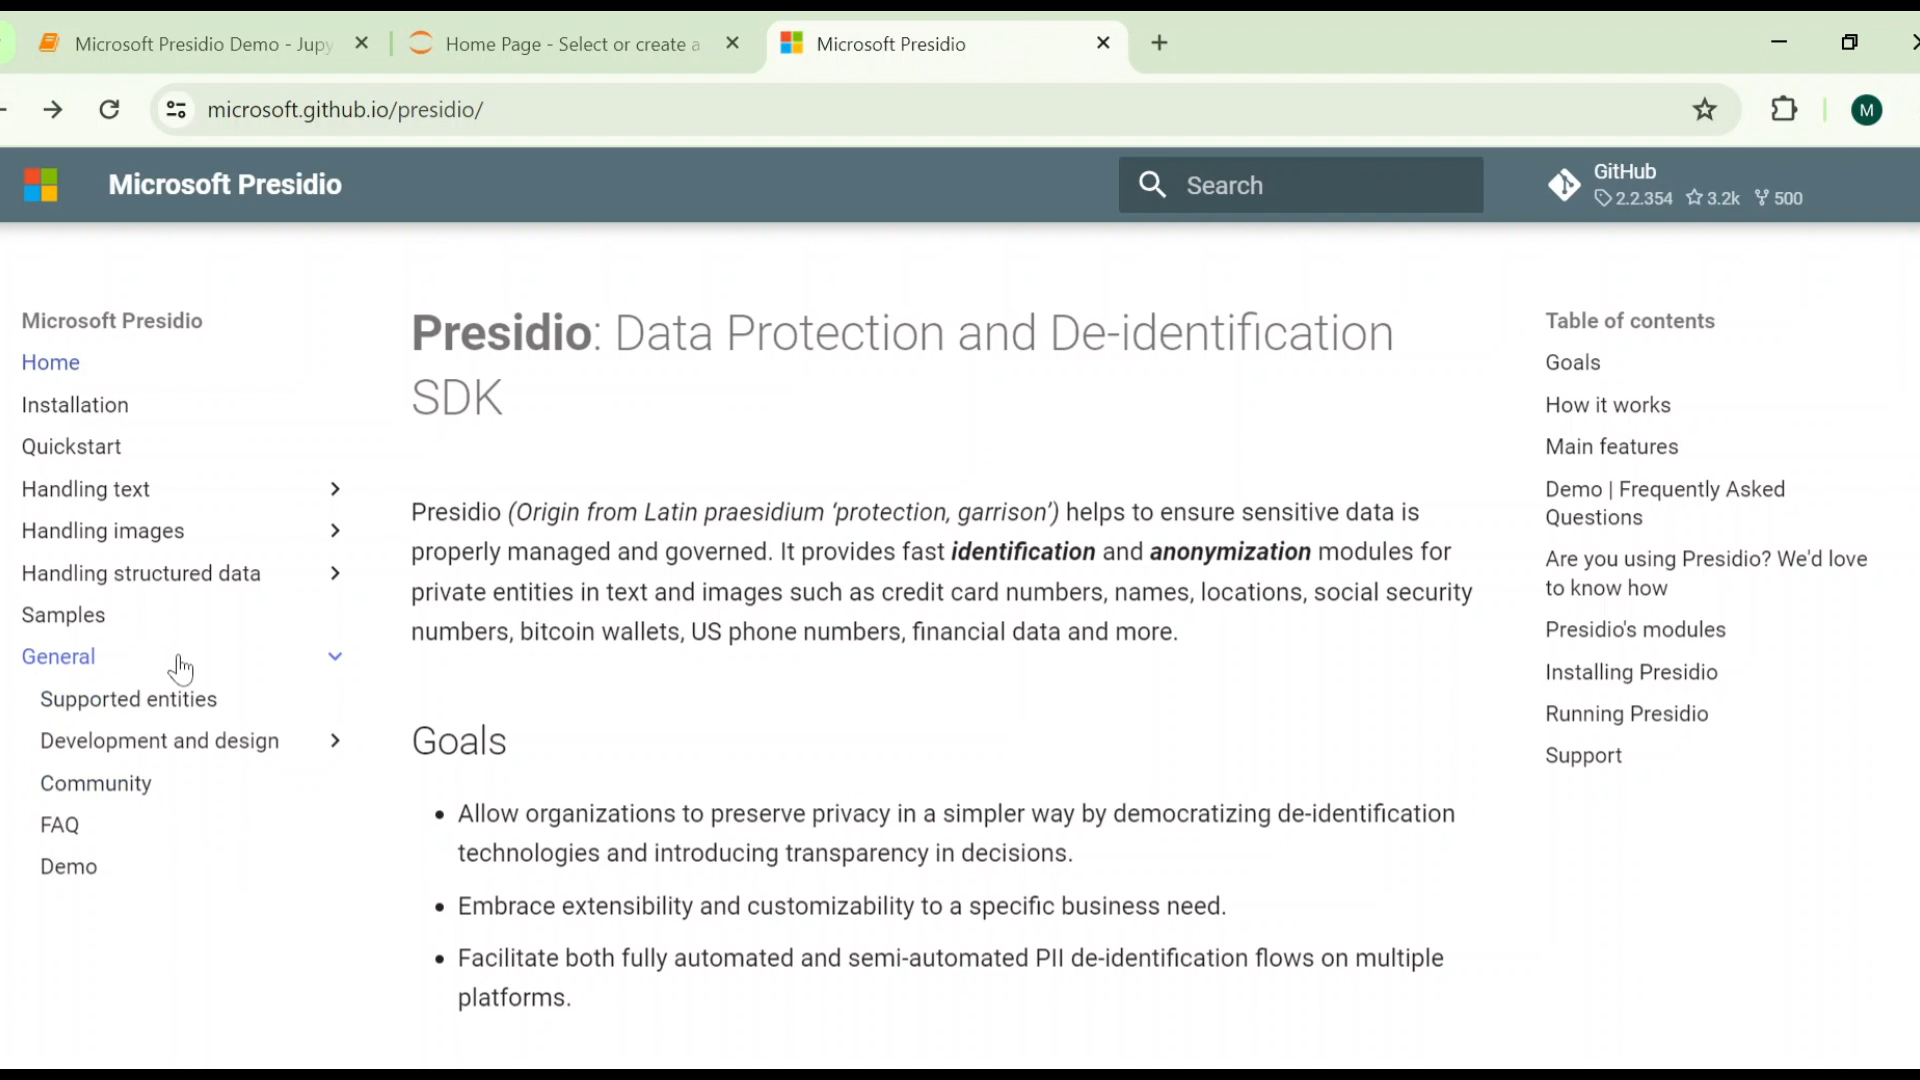 Microsoft Presidio Demo - Jupy
Home Page - Select or create a
Microsoft Presidio
microsoft.github.io/presidio/
M
Microsoft Presidio
Search
GitHub
2.2.354 3.2k 500
Microsoft Presidio
Home
Installation
Quickstart
Handling text
Handling images
Handling structured data
Samples
General
Supported entities
Development and design
Community
FAQ
Demo
Presidio: Data Protection and De-identification
SDK
Presidio (Origin from Latin praesidium ‘protection, garrison’) helps to ensure sensitive data is
properly managed and governed. It provides fast identification and anonymization modules for
private entities in text and images such as credit card numbers, names, locations, social security
numbers, bitcoin wallets, US phone numbers, financial data and more.
Goals
• Allow organizations to preserve privacy in a simpler way by democratizing de-identification
technologies and introducing transparency in decisions.
• Embrace extensibility and customizability to a specific business need.
• Facilitate both fully automated and semi-automated PII de-identification flows on multiple
platforms.
Table of contents
Goals
How it works
Main features
Demo | Frequently Asked
Questions
Are you using Presidio? We'd love
to know how
Presidio's modules
Installing Presidio
Running Presidio
Support